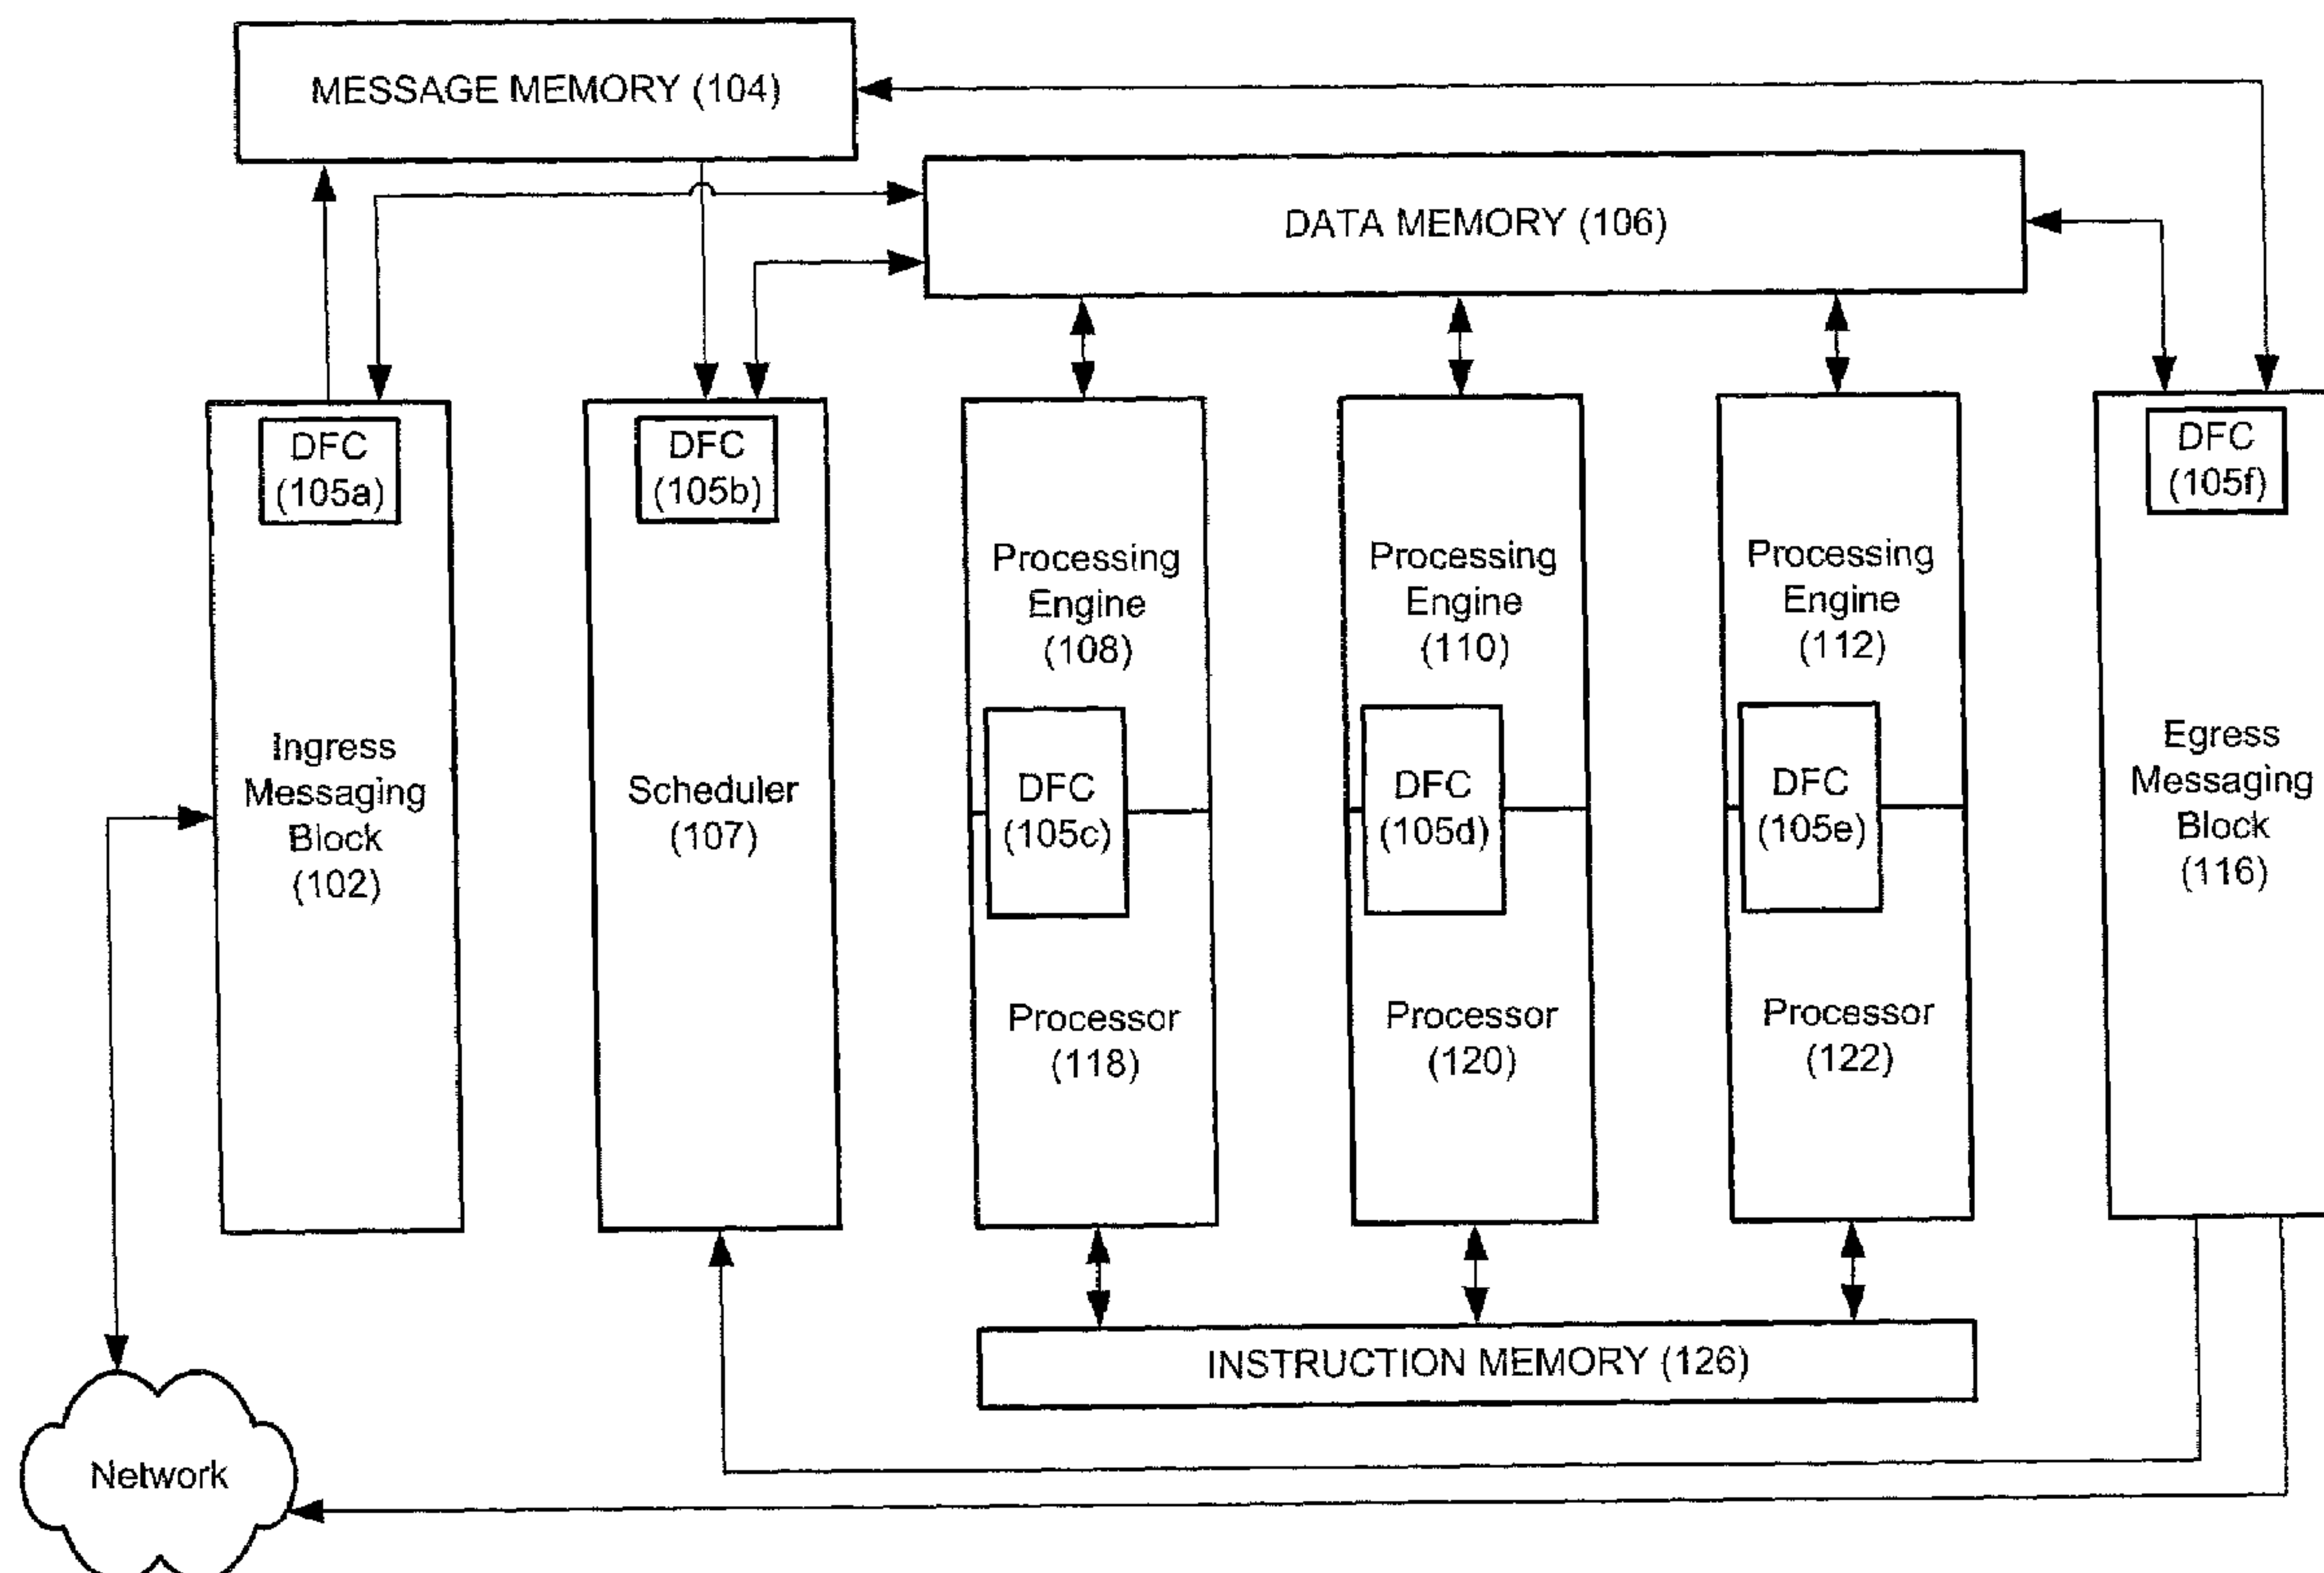 MESSAGE MEMORY (104)
DATA MEMORY (106)
DFC
(105a)
Ingress
Messaging
Block
(102)
DFC
(105b)
Scheduler
(107)
Processing
Engine
(108)
DFC
(105c)
Processor
(118)
Processing
Engine
(110)
DFC
(105d)
Processor
(120)
Processing
Engine
(112)
DFC
(105e)
Processor
(122)
DFC
(105f)
Egress
Messaging
Block
(116)
INSTRUCTION MEMORY (126)
Network